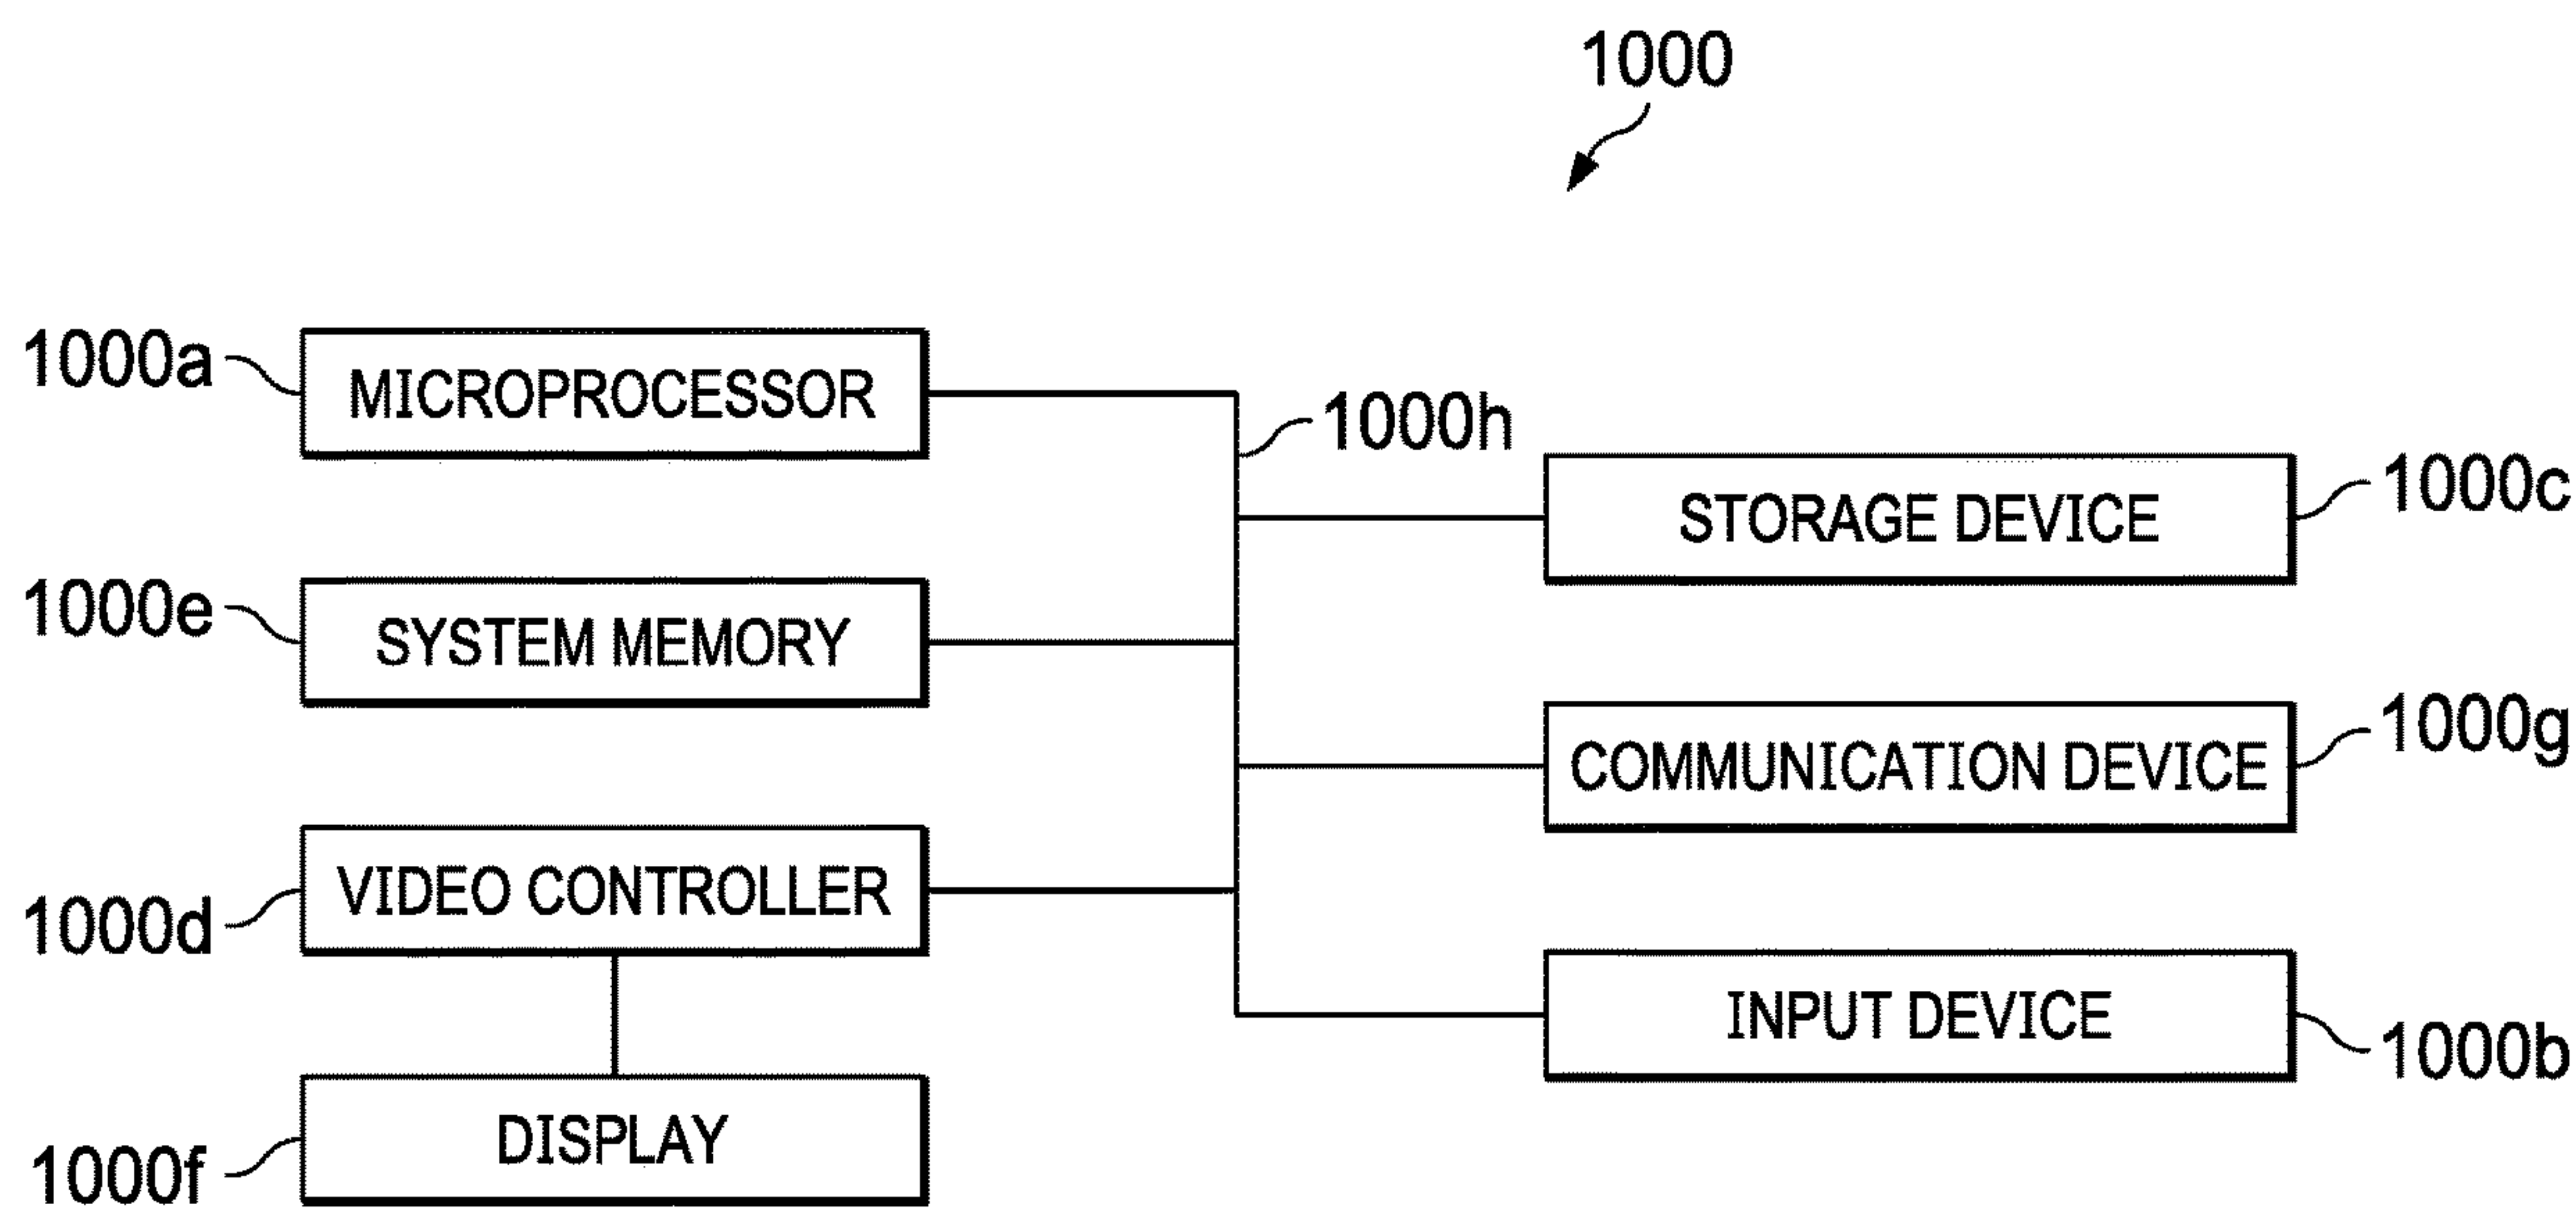 1000
1000a
MICROPROCESSOR
1000h
STORAGE DEVICE
1000c
1000e
SYSTEM MEMORY
COMMUNICATION DEVICE
1000g
1000d
VIDEO CONTROLLER
INPUT DEVICE
1000b
DISPLAY
1000f